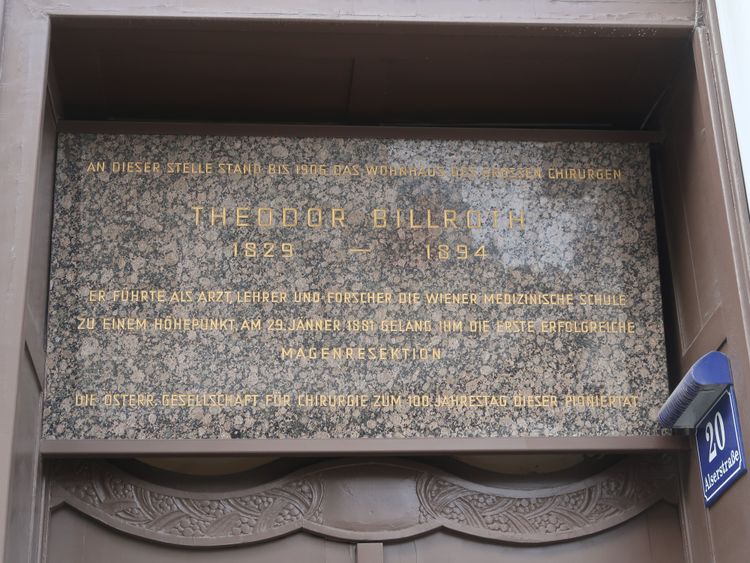 AN DIESER STELLE STAND BIS 1906 DAS WOHNHAUS DES GROSSEN CHIRURGEN
THEODOR BILLROTH
1829 — 1894
ER FÜHRTE ALS ARZT, LEHRER UND FORSCHER DIE WIENER MEDIZINISCHE SCHULE
ZU EINEM HÖHEPUNKT, AM 29. JÄNNER 1881 GELANG IHM DIE ERSTE ERFOLGREICHE
MAGENRESEKTION
DIE ÖSTERR. GESELLSCHAFT FÜR CHIRURGIE ZUM 100. JAHRESTAG DIESER PIONIERTAT
20
Alserstraße